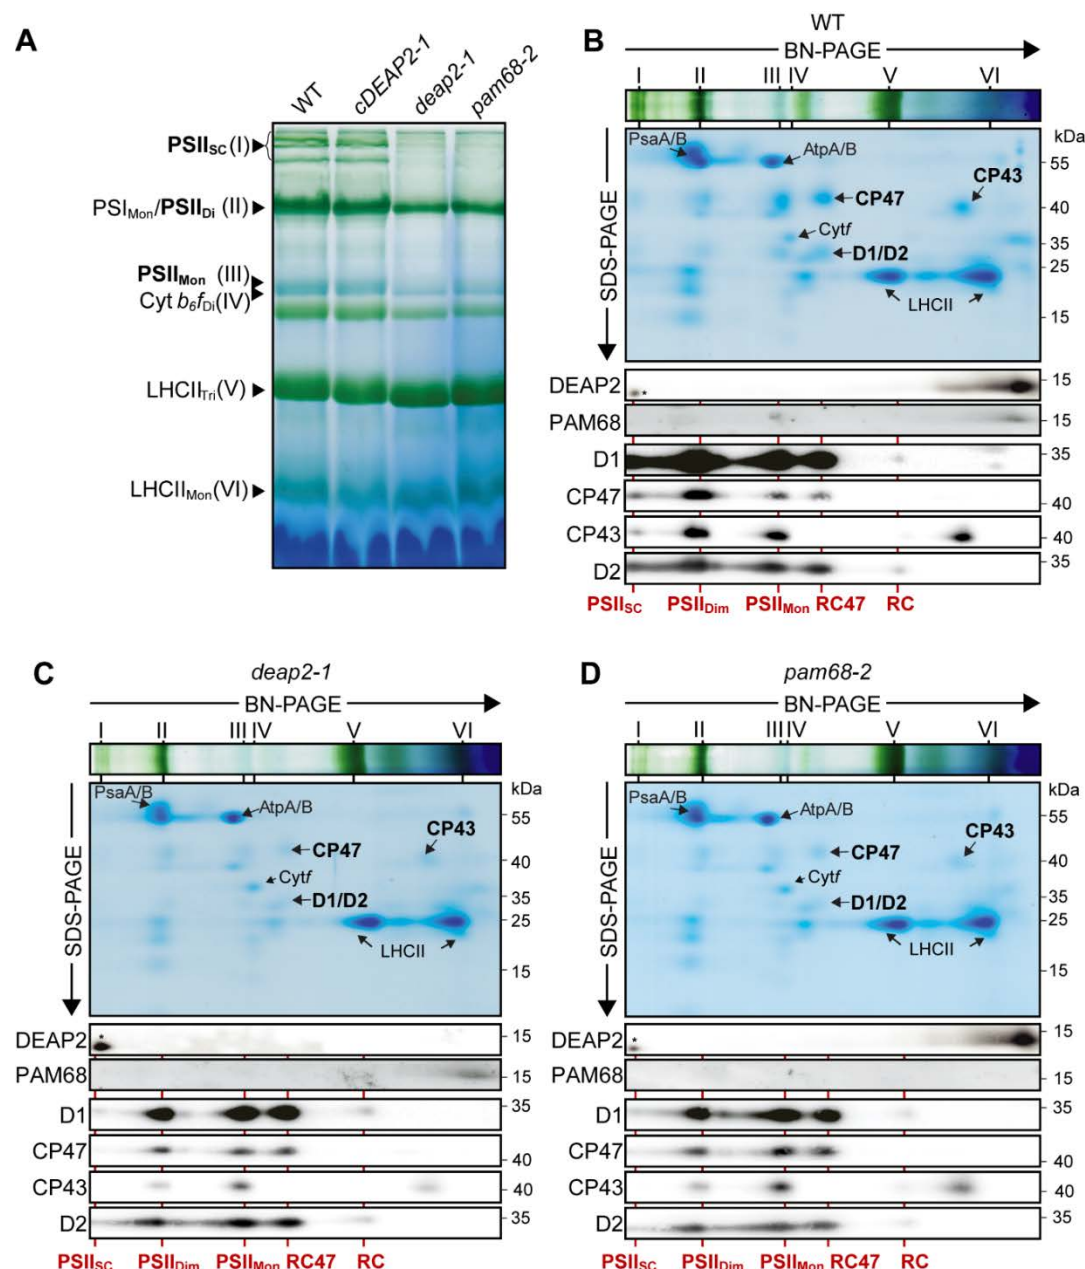 A
WT
cDEAP2-1
deap2-1
pam68-2
PSIISC (I)
PSIMon/PSIIDi (II)
PSIIMon (III)
Cyt b6fDi(IV)
LHCIITri(V)
LHCIIMon(VI)
B
WT
BN-PAGE
I II III IV V VI
SDS-PAGE
kDa
PsaA/B
AtpA/B
55
CP43
CP47
40
Cytf
35
D1/D2
25
LHCII
15
DEAP2 * 15
PAM68 15
D1 35
CP47 40
CP43 40
D2 35
PSIISC PSIIDim PSIIMon RC47 RC
C
deap2-1
BN-PAGE
I II III IV V VI
SDS-PAGE
kDa
PsaA/B
AtpA/B
55
CP43
CP47
40
Cytf
35
D1/D2
25
LHCII
15
DEAP2 * 15
PAM68 15
D1 35
CP47 40
CP43 40
D2 35
PSIISC PSIIDim PSIIMon RC47 RC
D
pam68-2
BN-PAGE
I II III IV V VI
SDS-PAGE
kDa
PsaA/B
AtpA/B
55
CP43
CP47
40
Cytf
35
D1/D2
25
LHCII
15
DEAP2 * 15
PAM68 15
D1 35
CP47 40
CP43 40
D2 35
PSIISC PSIIDim PSIIMon RC47 RC